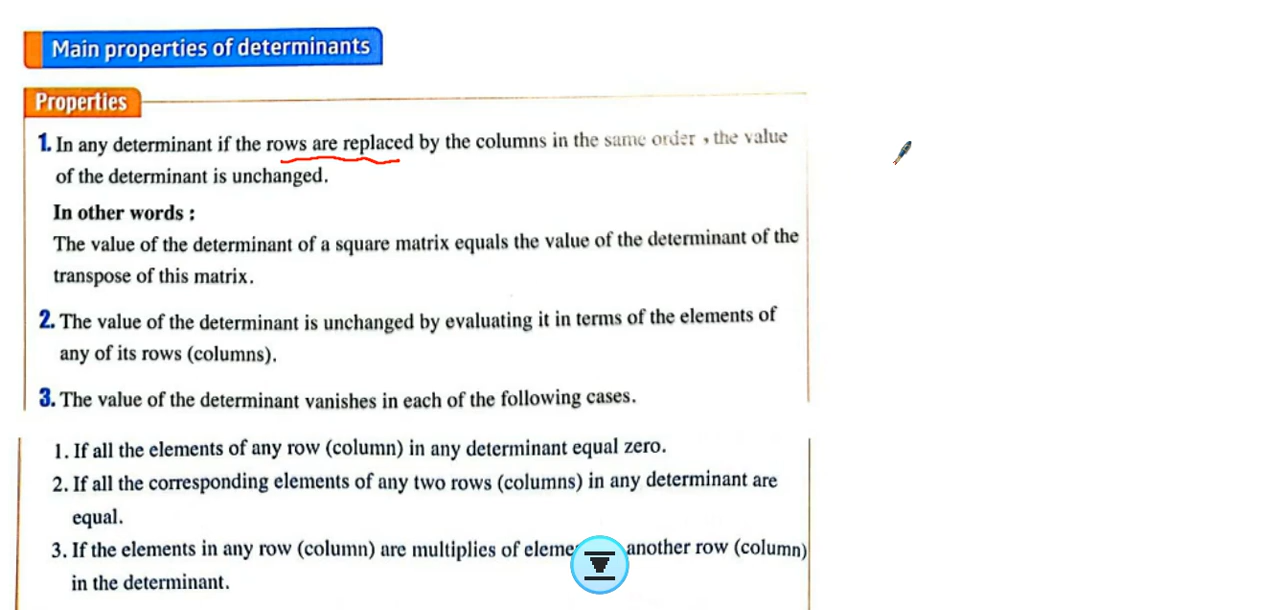 Main properties of determinants
Properties
1. In any determinant if the rows are replaced by the columns in the same order , the value
of the determinant is unchanged.
In other words :
The value of the determinant of a square matrix equals the value of the determinant of the
transpose of this matrix.
2. The value of the determinant is unchanged by evaluating it in terms of the elements of
any of its rows (columns).
3. The value of the determinant vanishes in each of the following cases.
1. If all the elements of any row (column) in any determinant equal zero.
2. If all the corresponding elements of any two rows (columns) in any determinant are
equal.
3. If the elements in any row (column) are multiplies of another row (column)
in the determinant.